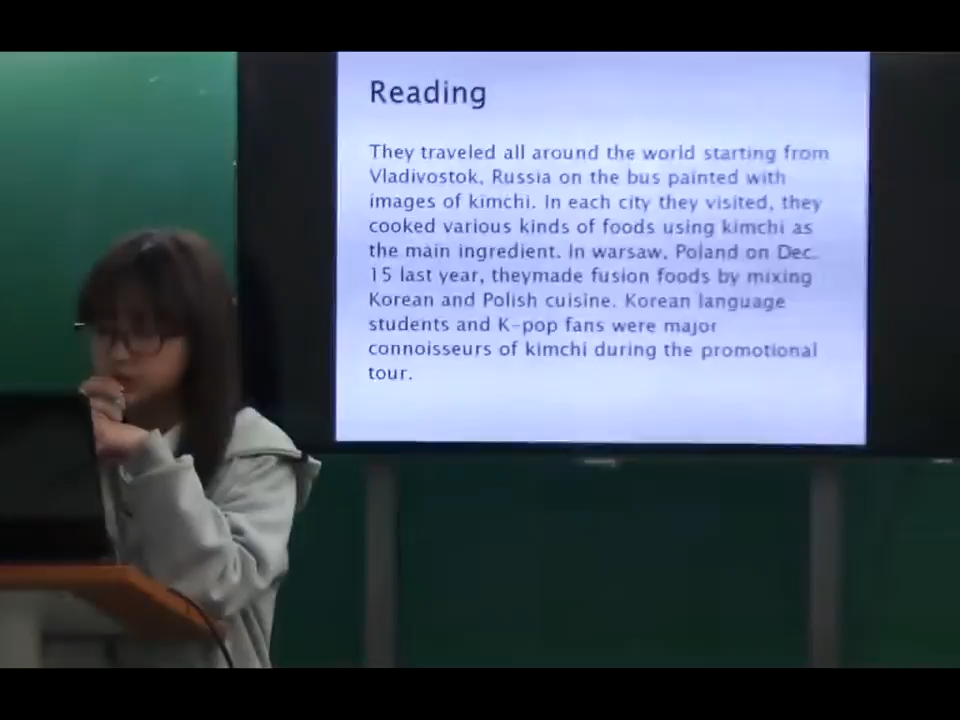 Reading
They traveled all around the world starting from
Vladivostok, Russia on the bus painted with
images of kimchi. In each city they visited, they
cooked various kinds of foods using kimchi as
the main ingredient. In warsaw, Poland on Dec.
15 last year, theymade fusion foods by mixing
Korean and Polish cuisine. Korean language
students and K-pop fans were major
connoisseurs of kimchi during the promotional
tour.